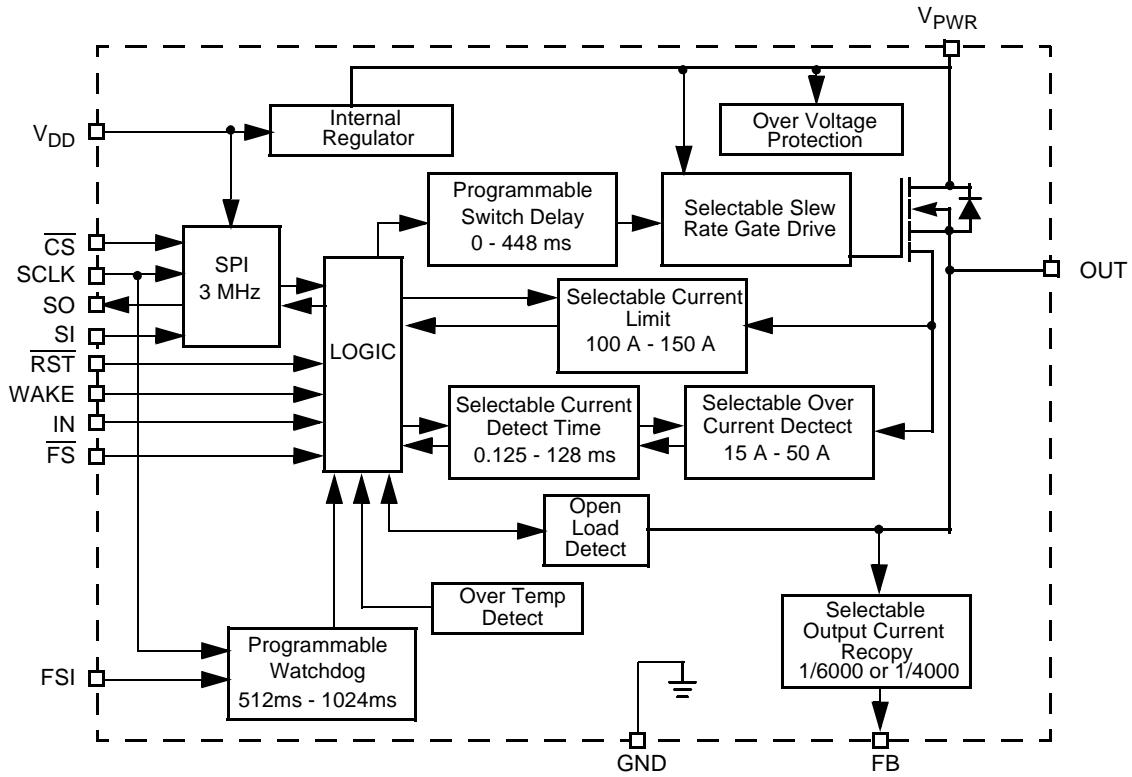 VPWR
Internal
Regulator
Over Voltage
Protection
VDD
Programmable
Switch Delay
0 - 448 ms
Selectable Slew
Rate Gate Drive
CS
SCLK
SO
SI
RST
WAKE
IN
FS
SPI
3 MHz
LOGIC
OUT
Selectable Current
Limit
100 A - 150 A
Selectable Current
Detect Time
0.125 - 128 ms
Selectable Over
Current Dectect
15 A - 50 A
Open
Load
Detect
Over Temp
Detect
Selectable
Output Current
Recopy
1/6000 or 1/4000
FSI
Programmable
Watchdog
512ms - 1024ms
GND
FB